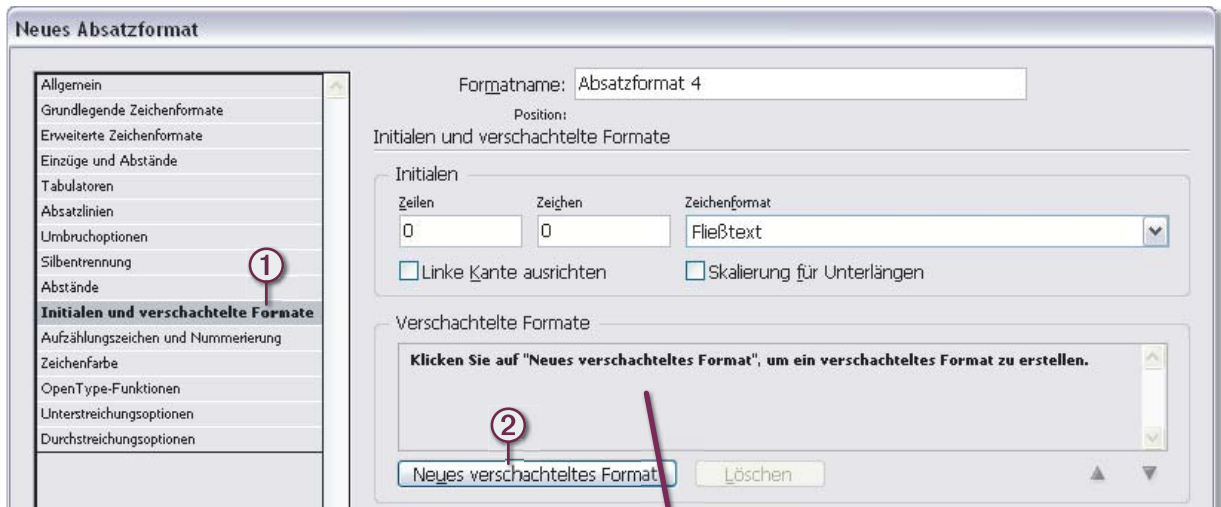 Neues Absatzformat
Allgemein
Grundlegende Zeichenformate
Erweiterte Zeichenformate
Einzüge und Abstände
Tabulatoren
Absatzlinien
Umbruchoptionen
Silbentrennung
Abstände
Initialen und verschachtelte Formate
Aufzählungszeichen und Nummerierung
Zeichenfarbe
OpenType-Funktionen
Unterstreichungsoptionen
Durchstreichungsoptionen
1
Formatname: Absatzformat 4
Position:
Initialen und verschachtelte Formate
Initialen
Zeilen Zeichen Zeichenformat
0 0 Fließtext
Linke Kante ausrichten Skalierung für Unterlängen
Verschachtelte Formate
Klicken Sie auf "Neues verschachteltes Format", um ein verschachteltes Format zu erstellen.
2
Neues verschachteltes Format Löschen